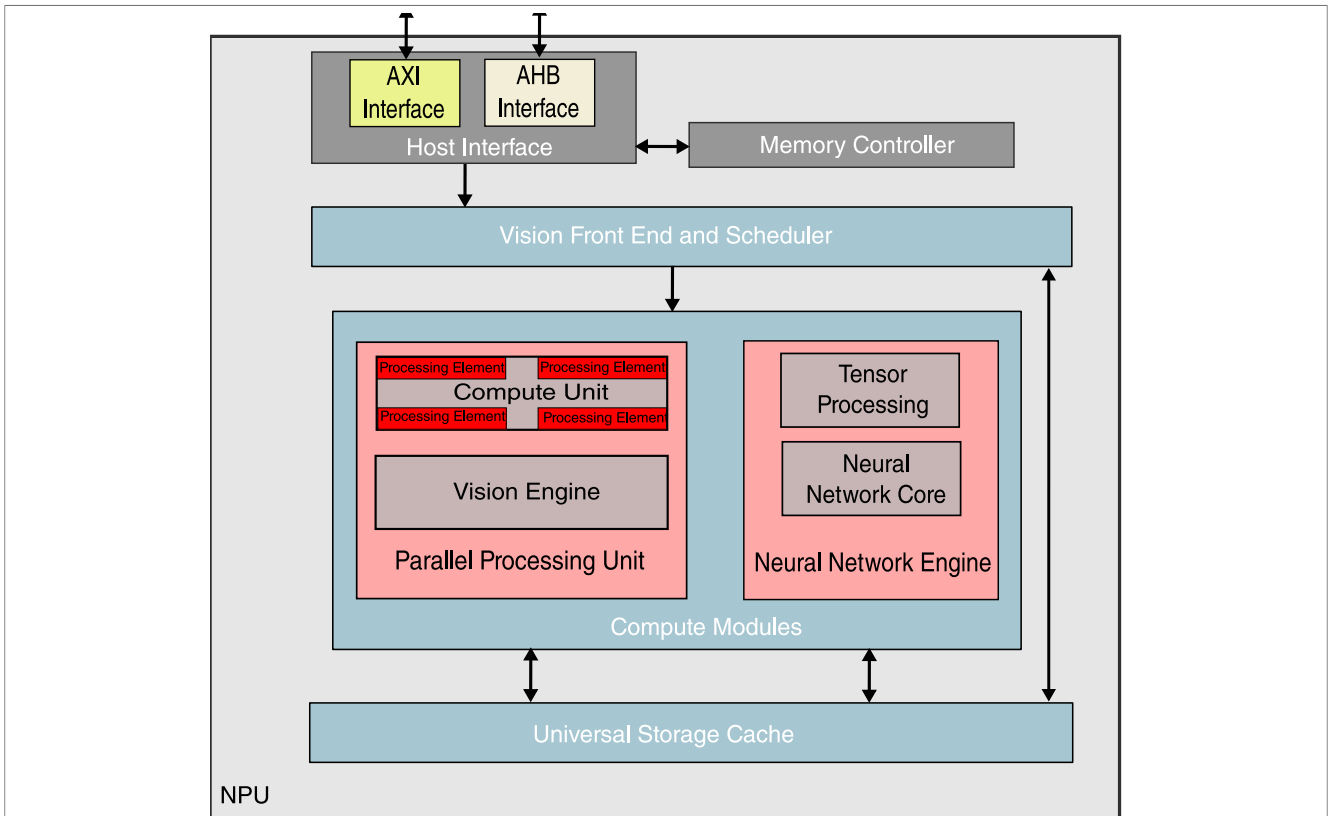 AXI
Interface
AHB
Interface
Host Interface
Memory Controller
Vision Front End and Scheduler
Processing Element
Processing Element
Compute Unit
Processing Element
Processing Element
Vision Engine
Parallel Processing Unit
Tensor
Processing
Neural
Network Core
Neural Network Engine
Compute Modules
Universal Storage Cache
NPU